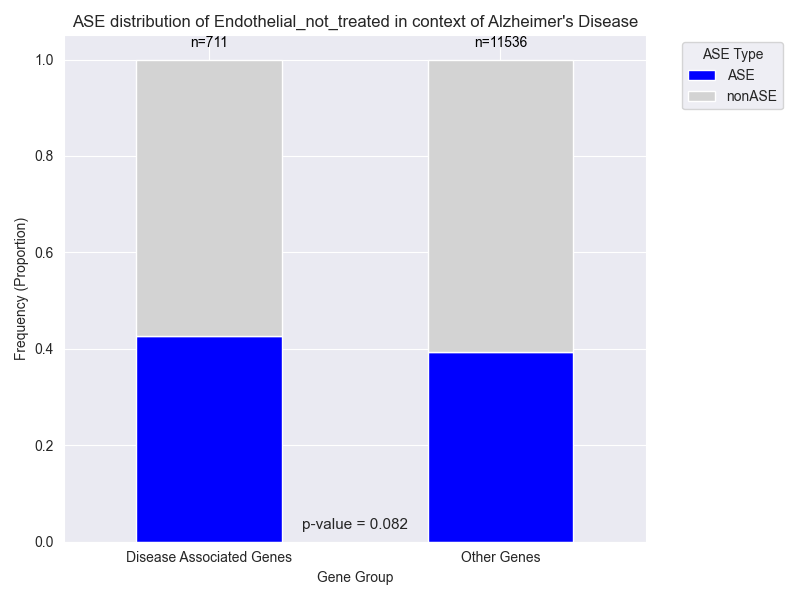 ASE distribution of Endothelial_not_treated in context of Alzheimer's Disease
n=711
n=11536
ASE Type
ASE
nonASE
1.0
0.8
0.6
0.4
0.2
0.0
Frequency (Proportion)
p-value = 0.082
Disease Associated Genes
Other Genes
Gene Group